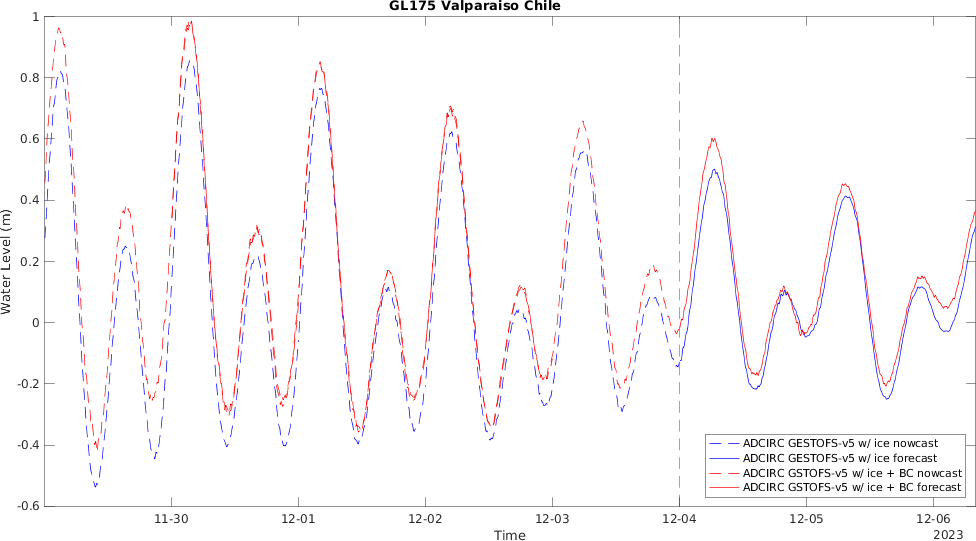 GL175 Valparaiso Chile
Water Level (m)
1
0.8
0.6
0.4
0.2
0
-0.2
-0.4
-0.6
11-30
12-01
12-02
12-03
12-04
12-05
12-06
Time
2023
ADCIRC GESTOFS-v5 w/ ice nowcast
ADCIRC GESTOFS-v5 w/ ice forecast
ADCIRC GSTOFS-v5 w/ ice + BC nowcast
ADCIRC GSTOFS-v5 w/ ice + BC forecast